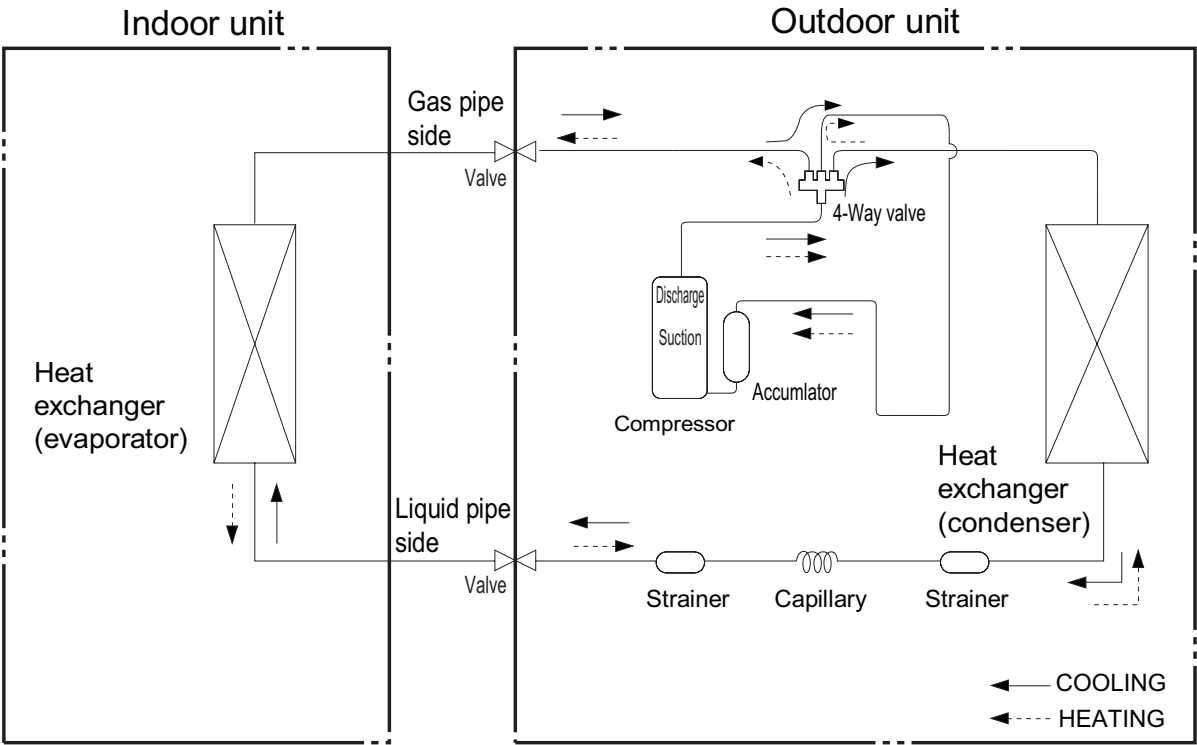 Indoor unit
Outdoor unit
Gas pipe
side
Valve
4-Way valve
Discharge
Suction
Accumlator
Compressor
Heat
exchanger
(evaporator)
Heat
exchanger
(condenser)
Liquid pipe
side
Valve
Strainer
Capillary
Strainer
COOLING
HEATING